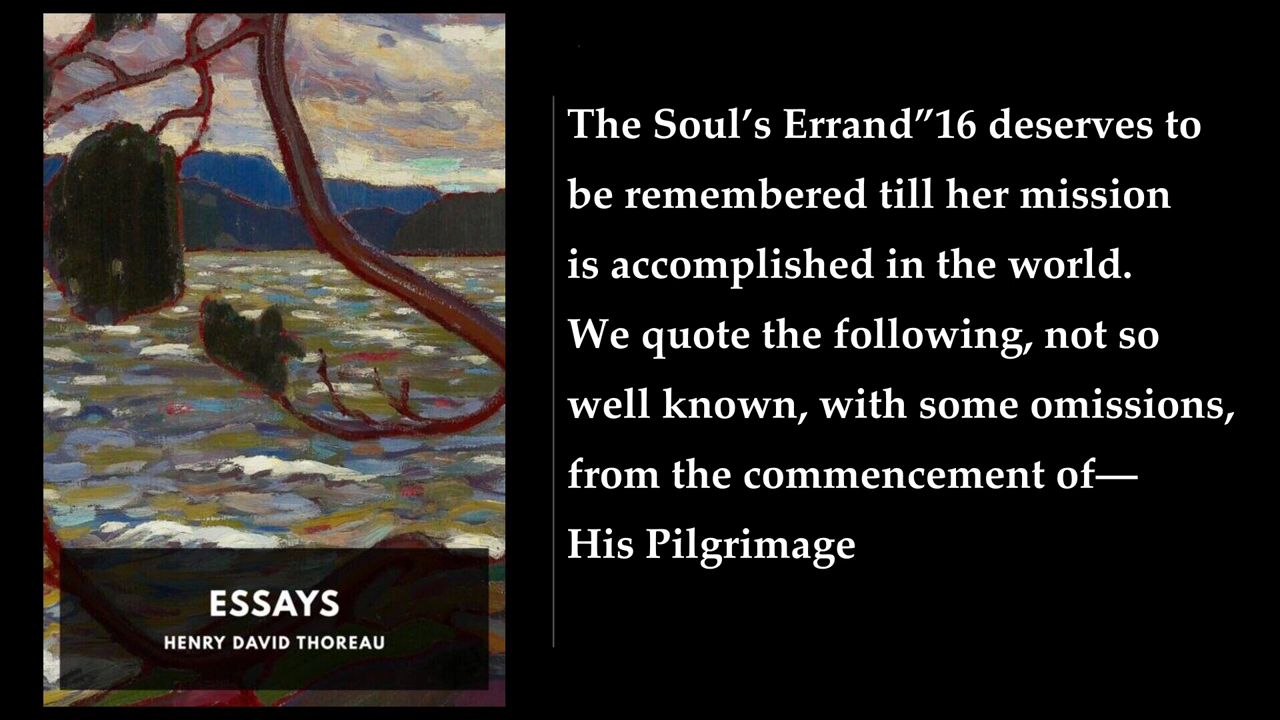 The Soul’s Errand”16 deserves to
be remembered till her mission
is accomplished in the world.
We quote the following, not so
well known, with some omissions,
from the commencement of—
His Pilgrimage
ESSAYS
HENRY DAVID THOREAU